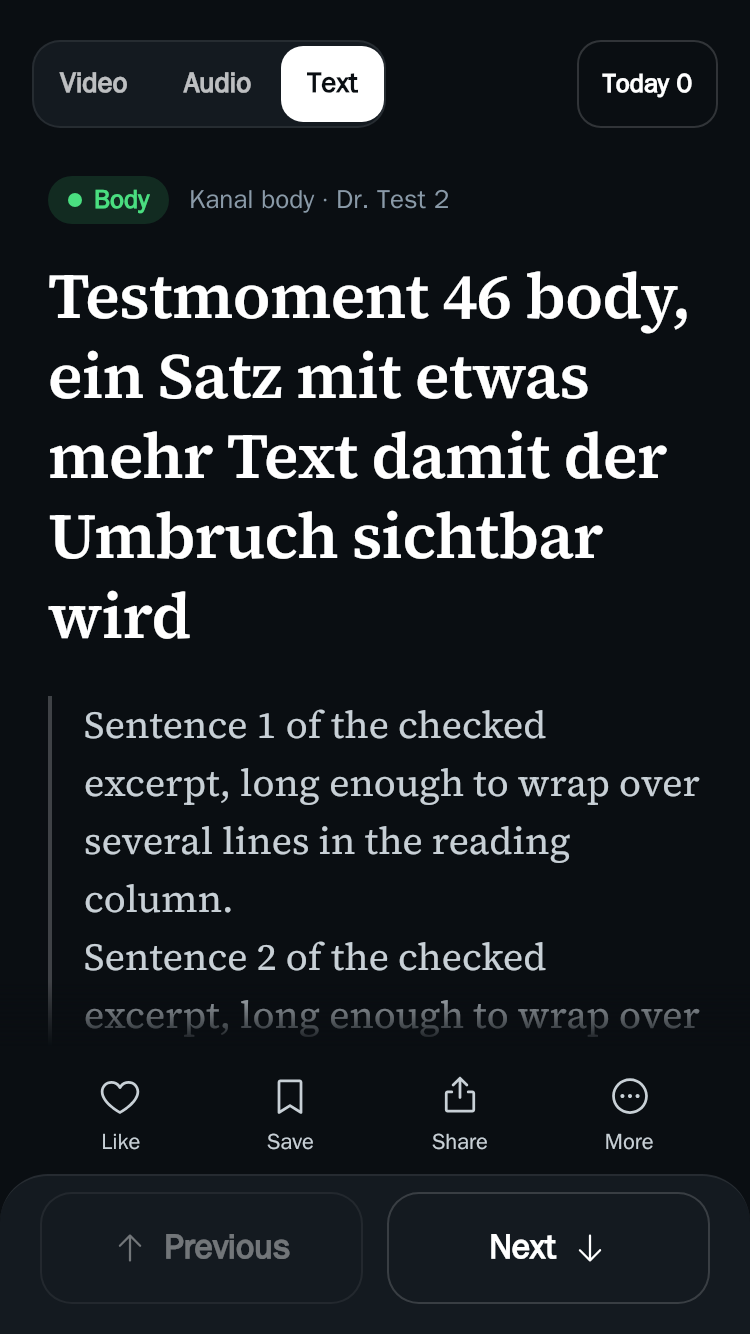 Video Audio Text Today 0
Body Kanal body · Dr. Test 2
Testmoment 46 body,
ein Satz mit etwas
mehr Text damit der
Umbruch sichtbar
wird
Sentence 1 of the checked
excerpt, long enough to wrap over
several lines in the reading
column.
Sentence 2 of the checked
excerpt, long enough to wrap over
Like Save Share More
Previous Next